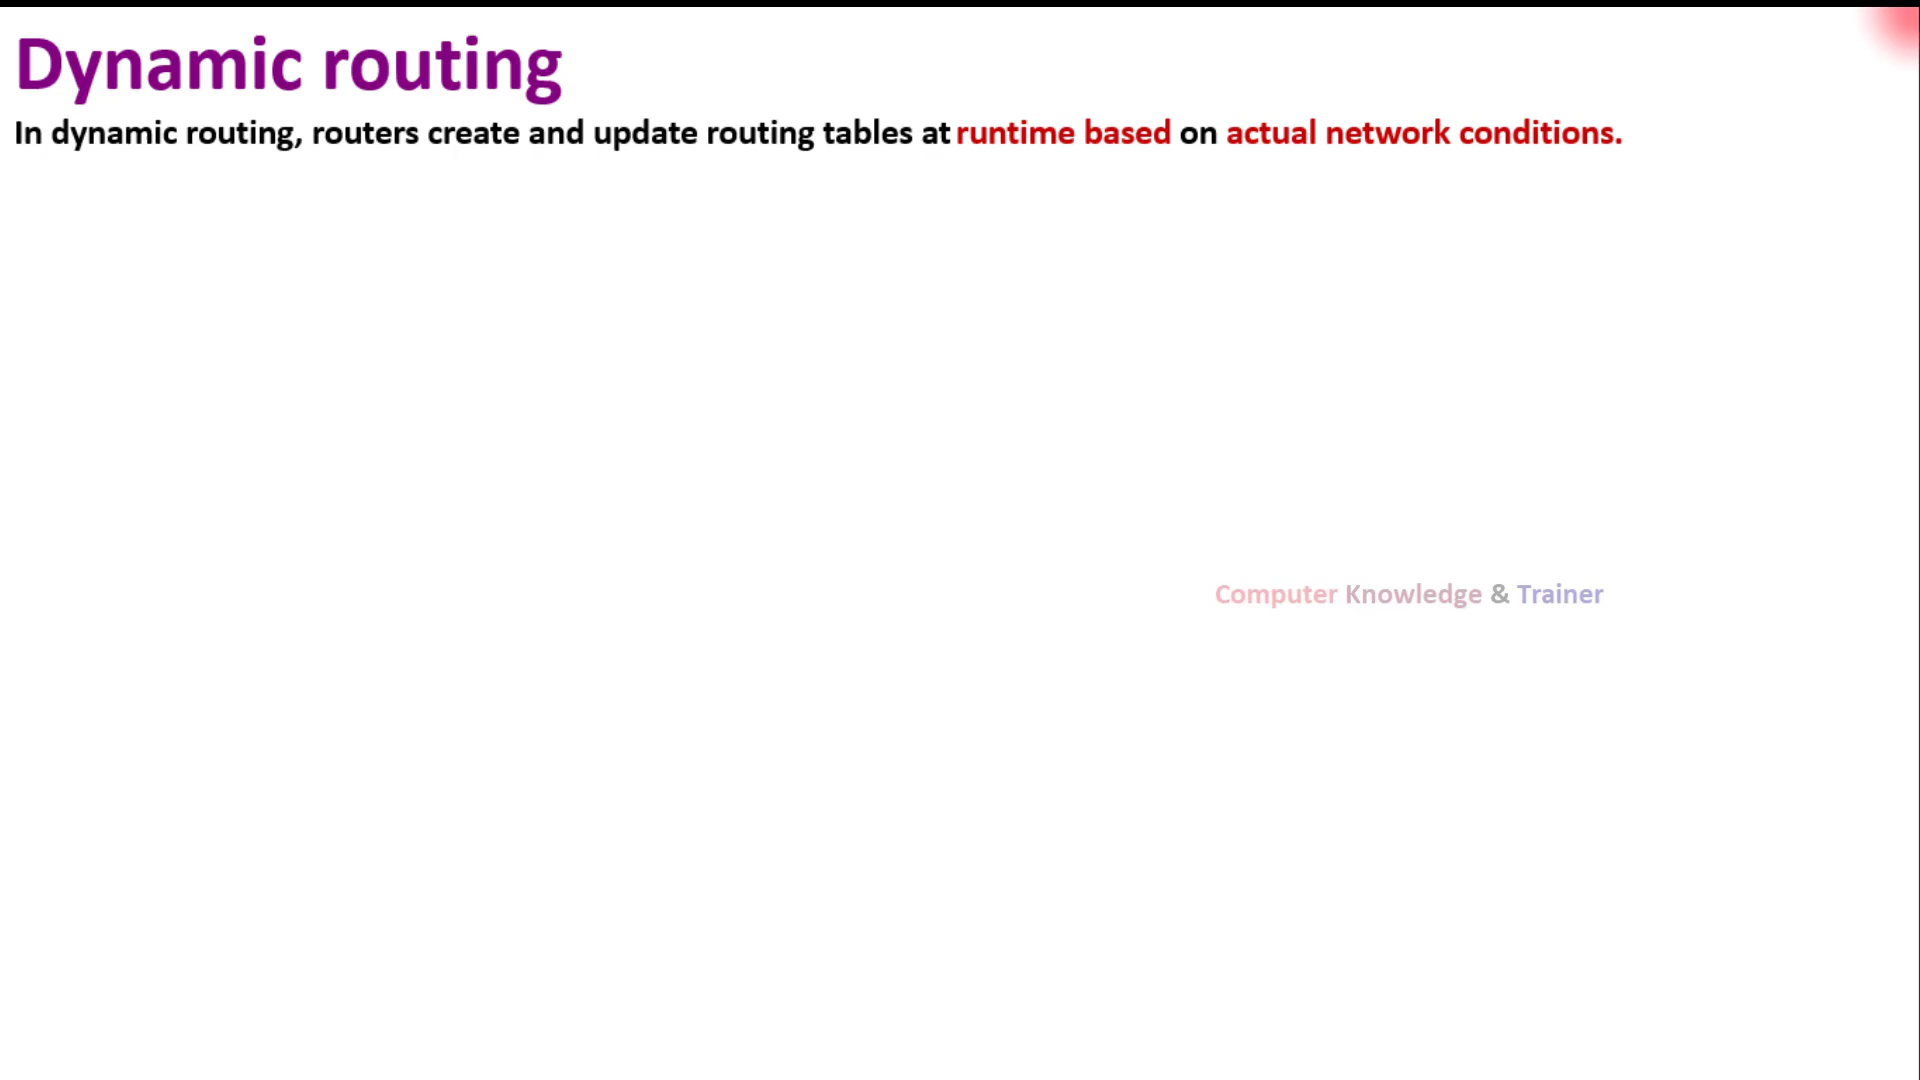 Dynamic routing
In dynamic routing, routers create and update routing tables at runtime based on actual network conditions.
Computer Knowledge & Trainer